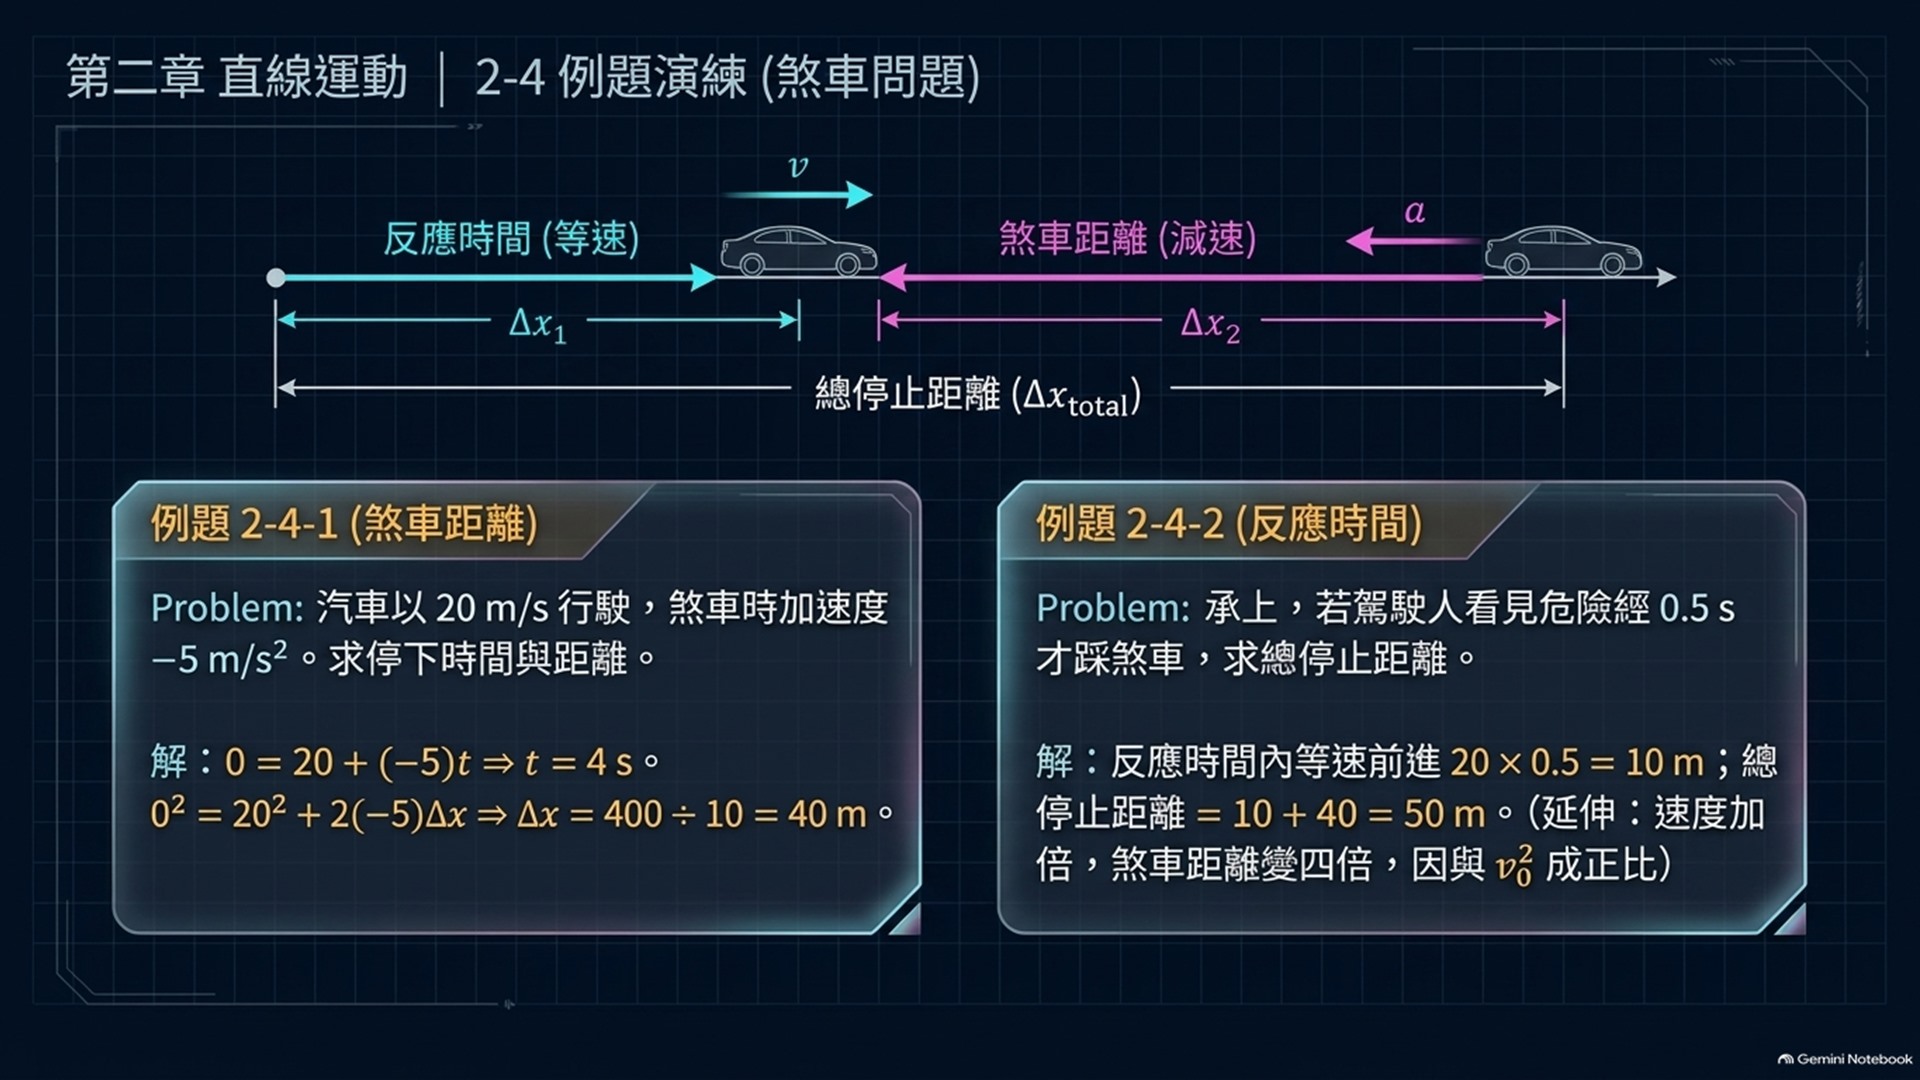 第二章 直線運動 | 2-4 例題演練 (煞車問題)
v
反應時間 (等速)
煞車距離 (減速)
a
Δx₁
Δx₂
總停止距離 (Δx_total)
例題 2-4-1 (煞車距離)
Problem: 汽車以 20 m/s 行駛，煞車時加速度
−5 m/s²。求停下時間與距離。
解：0 = 20 + (−5)t ⇒ t = 4 s。
0² = 20² + 2(−5)Δx ⇒ Δx = 400 ÷ 10 = 40 m。
例題 2-4-2 (反應時間)
Problem: 承上，若駕駛人看見危險經 0.5 s
才踩煞車，求總停止距離。
解：反應時間內等速前進 20 × 0.5 = 10 m；總
停止距離 = 10 + 40 = 50 m。（延伸：速度加
倍，煞車距離變四倍，因與 v₀² 成正比）
Gemini Notebook